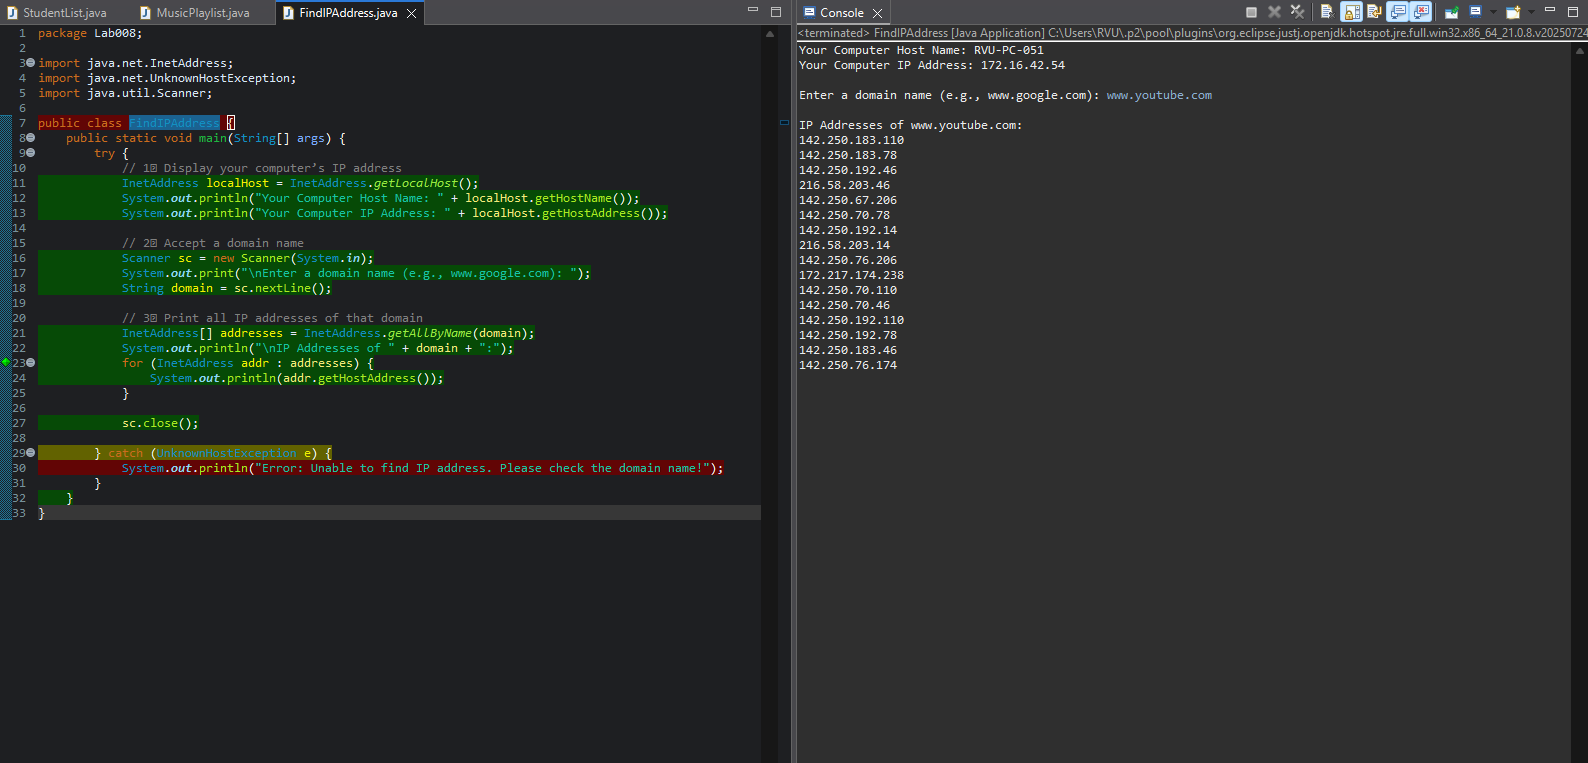 StudentList.java
MusicPlaylist.java
FindIPAddress.java
1 package Lab008;
2
3 import java.net.InetAddress;
4 import java.net.UnknownHostException;
5 import java.util.Scanner;
6
7 public class FindIPAddress {
8     public static void main(String[] args) {
9         try {
10             // 1 Display your computer’s IP address
11             InetAddress localHost = InetAddress.getLocalHost();
12             System.out.println("Your Computer Host Name: " + localHost.getHostName());
13             System.out.println("Your Computer IP Address: " + localHost.getHostAddress());
14
15             // 2 Accept a domain name
16             Scanner sc = new Scanner(System.in);
17             System.out.print("\nEnter a domain name (e.g., www.google.com): ");
18             String domain = sc.nextLine();
19
20             // 3 Print all IP addresses of that domain
21             InetAddress[] addresses = InetAddress.getAllByName(domain);
22             System.out.println("\nIP Addresses of " + domain + ":");
23             for (InetAddress addr : addresses) {
24                 System.out.println(addr.getHostAddress());
25             }
26
27             sc.close();
28
29         } catch (UnknownHostException e) {
30             System.out.println("Error: Unable to find IP address. Please check the domain name!");
31         }
32     }
33 }
Console
<terminated> FindIPAddress [Java Application] C:\Users\RVU\.p2\pool\plugins\org.eclipse.justj.openjdk.hotspot.jre.full.win32.x86_64_21.0.8.v20250724
Your Computer Host Name: RVU-PC-051
Your Computer IP Address: 172.16.42.54

Enter a domain name (e.g., www.google.com): www.youtube.com

IP Addresses of www.youtube.com:
142.250.183.110
142.250.183.78
142.250.192.46
216.58.203.46
142.250.67.206
142.250.70.78
142.250.192.14
216.58.203.14
142.250.76.206
172.217.174.238
142.250.70.110
142.250.70.46
142.250.192.110
142.250.192.78
142.250.183.46
142.250.76.174